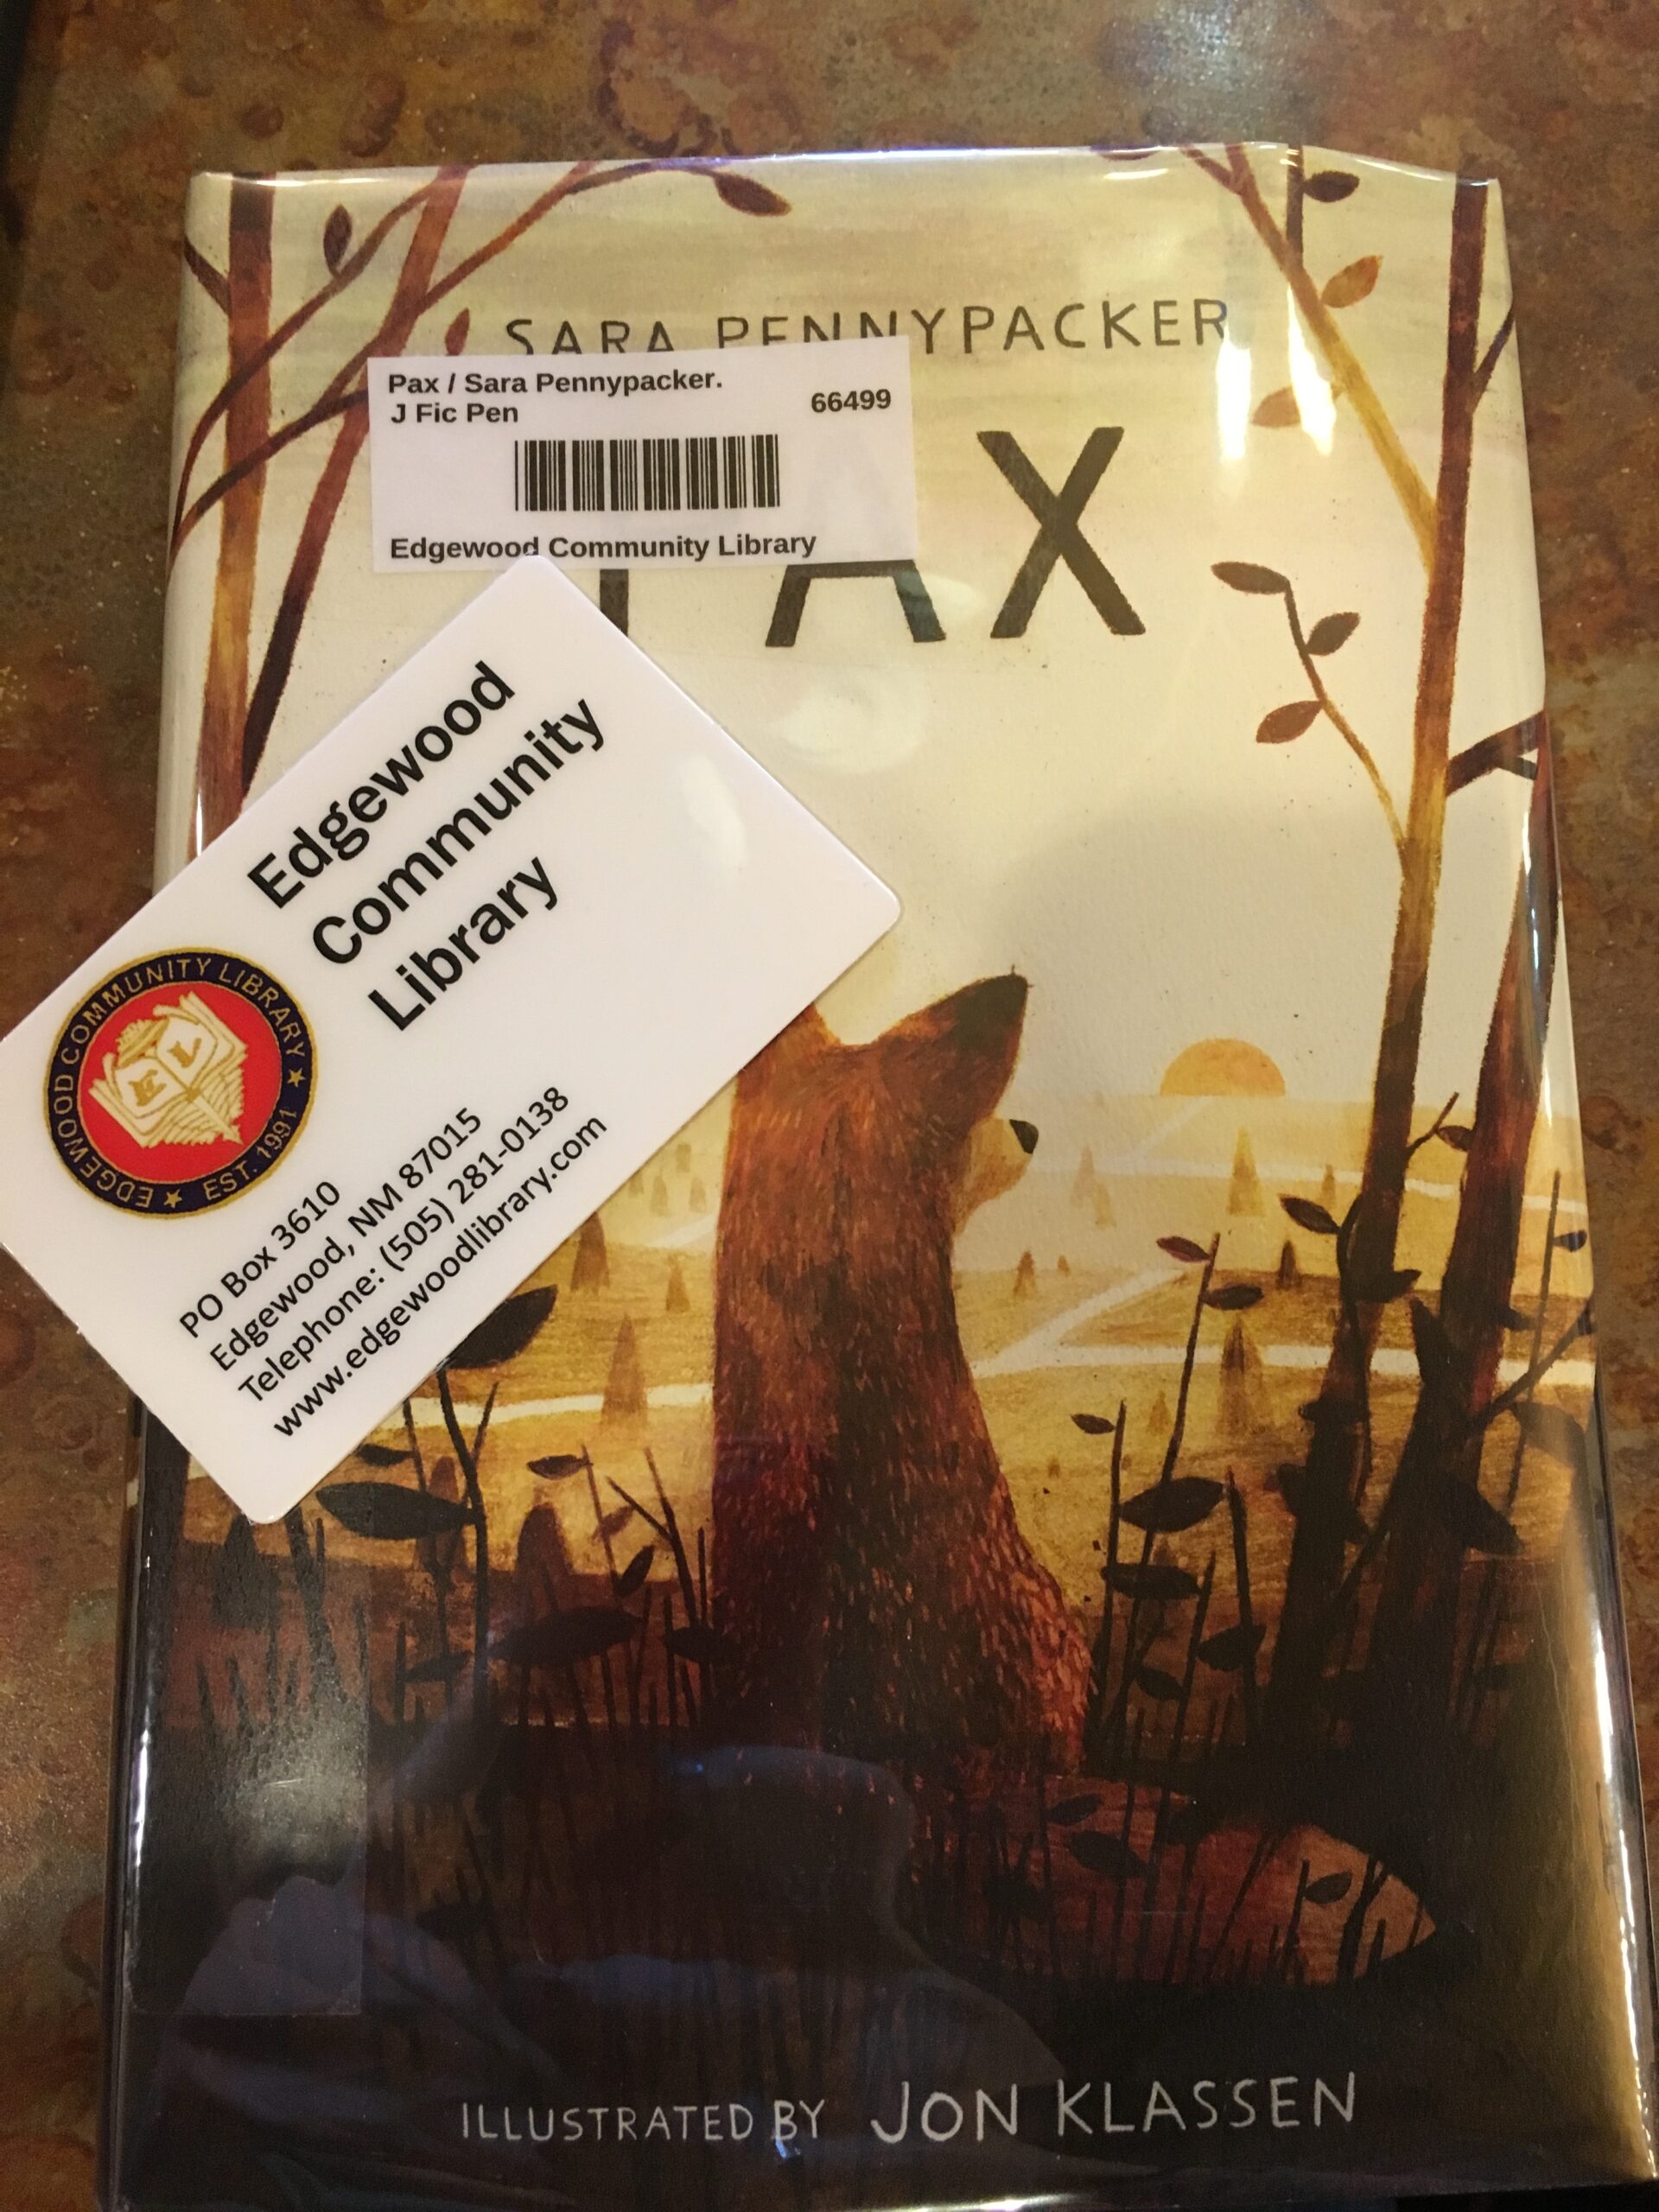 SARA PENNYPACKER
Pax / Sara Pennypacker.
J Fic Pen 66499
Edgewood Community Library
PAX
Edgewood
Community
Library
EDGEWOOD COMMUNITY LIBRARY
EST. 1991
E L
PO Box 3610
Edgewood, NM 87015
Telephone: (505) 281-0138
www.edgewoodlibrary.com
ILLUSTRATED BY JON KLASSEN